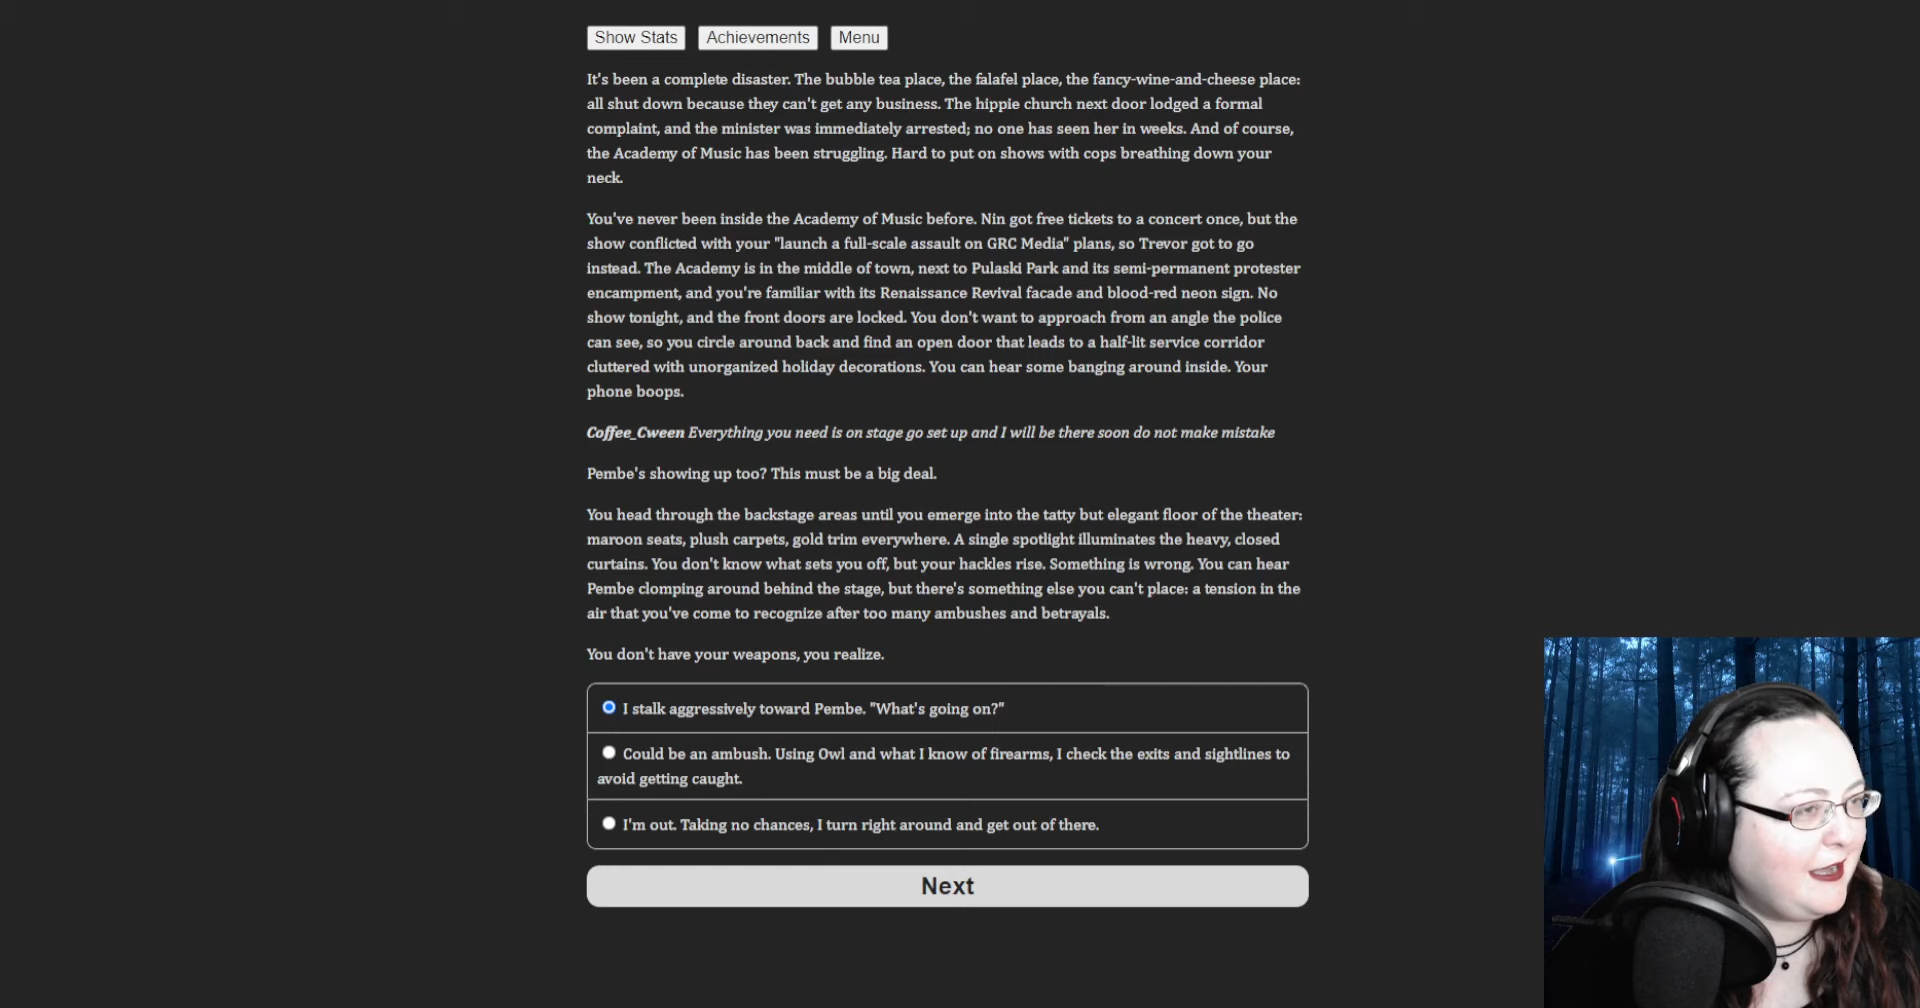 Show Stats Achievements Menu
It's been a complete disaster. The bubble tea place, the falafel place, the fancy-wine-and-cheese place:
all shut down because they can't get any business. The hippie church next door lodged a formal
complaint, and the minister was immediately arrested; no one has seen her in weeks. And of course,
the Academy of Music has been struggling. Hard to put on shows with cops breathing down your
neck.
You've never been inside the Academy of Music before. Nin got free tickets to a concert once, but the
show conflicted with your "launch a full-scale assault on GRC Media" plans, so Trevor got to go
instead. The Academy is in the middle of town, next to Pulaski Park and its semi-permanent protester
encampment, and you're familiar with its Renaissance Revival facade and blood-red neon sign. No
show tonight, and the front doors are locked. You don't want to approach from an angle the police
can see, so you circle around back and find an open door that leads to a half-lit service corridor
cluttered with unorganized holiday decorations. You can hear some banging around inside. Your
phone boops.
Coffee_Cween Everything you need is on stage go set up and I will be there soon do not make mistake
Pembe's showing up too? This must be a big deal.
You head through the backstage areas until you emerge into the tatty but elegant floor of the theater:
maroon seats, plush carpets, gold trim everywhere. A single spotlight illuminates the heavy, closed
curtains. You don't know what sets you off, but your hackles rise. Something is wrong. You can hear
Pembe clomping around behind the stage, but there's something else you can't place: a tension in the
air that you've come to recognize after too many ambushes and betrayals.
You don't have your weapons, you realize.
I stalk aggressively toward Pembe. "What's going on?"
Could be an ambush. Using Owl and what I know of firearms, I check the exits and sightlines to
avoid getting caught.
I'm out. Taking no chances, I turn right around and get out of there.
Next